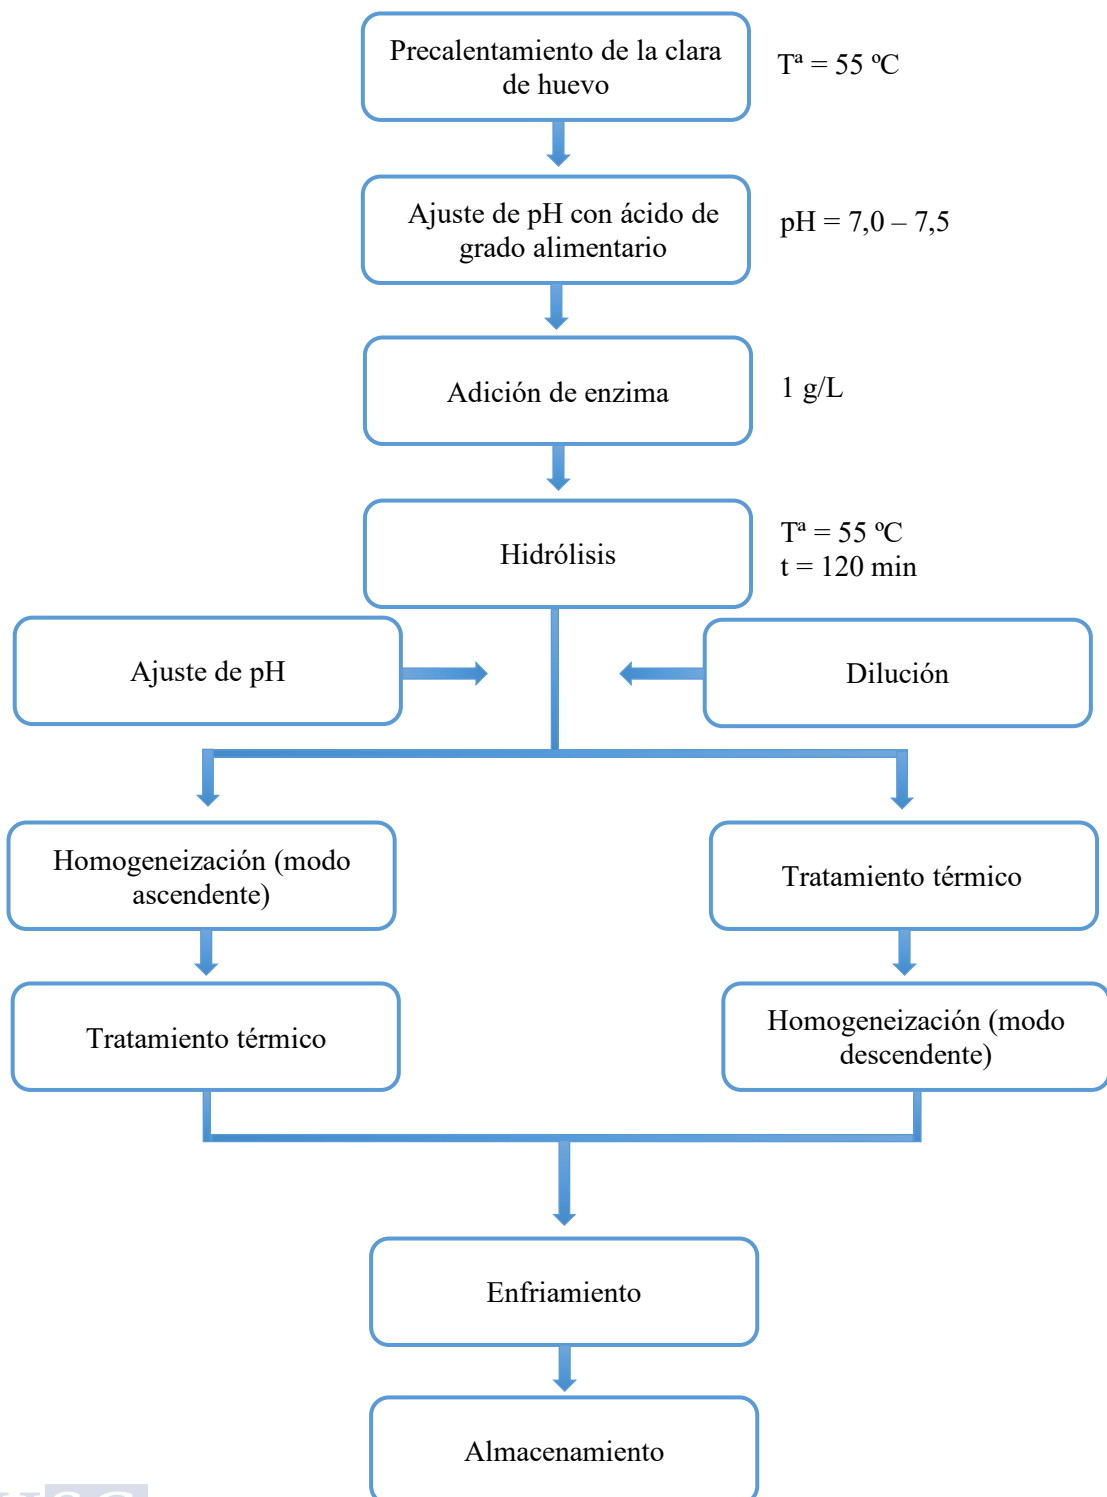 Precalentamiento de la clara
de huevo
Tª = 55 ºC
Ajuste de pH con ácido de
grado alimentario
pH = 7,0 – 7,5
Adición de enzima
1 g/L
Hidrólisis
Tª = 55 ºC
t = 120 min
Ajuste de pH
Dilución
Homogeneización (modo
ascendente)
Tratamiento térmico
Tratamiento térmico
Homogeneización (modo
descendente)
Enfriamiento
Almacenamiento